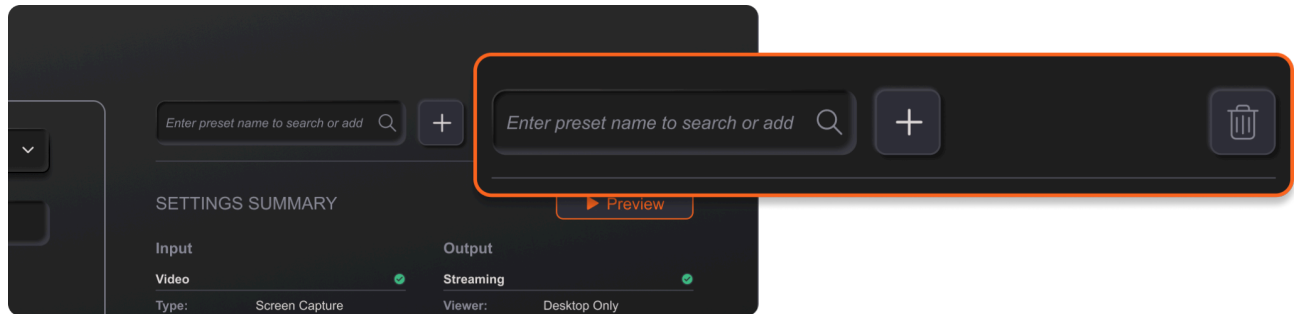 Enter preset name to search or add
Enter preset name to search or add
SETTINGS SUMMARY
Preview
Input
Output
Video
Streaming
Type: Screen Capture
Viewer: Desktop Only